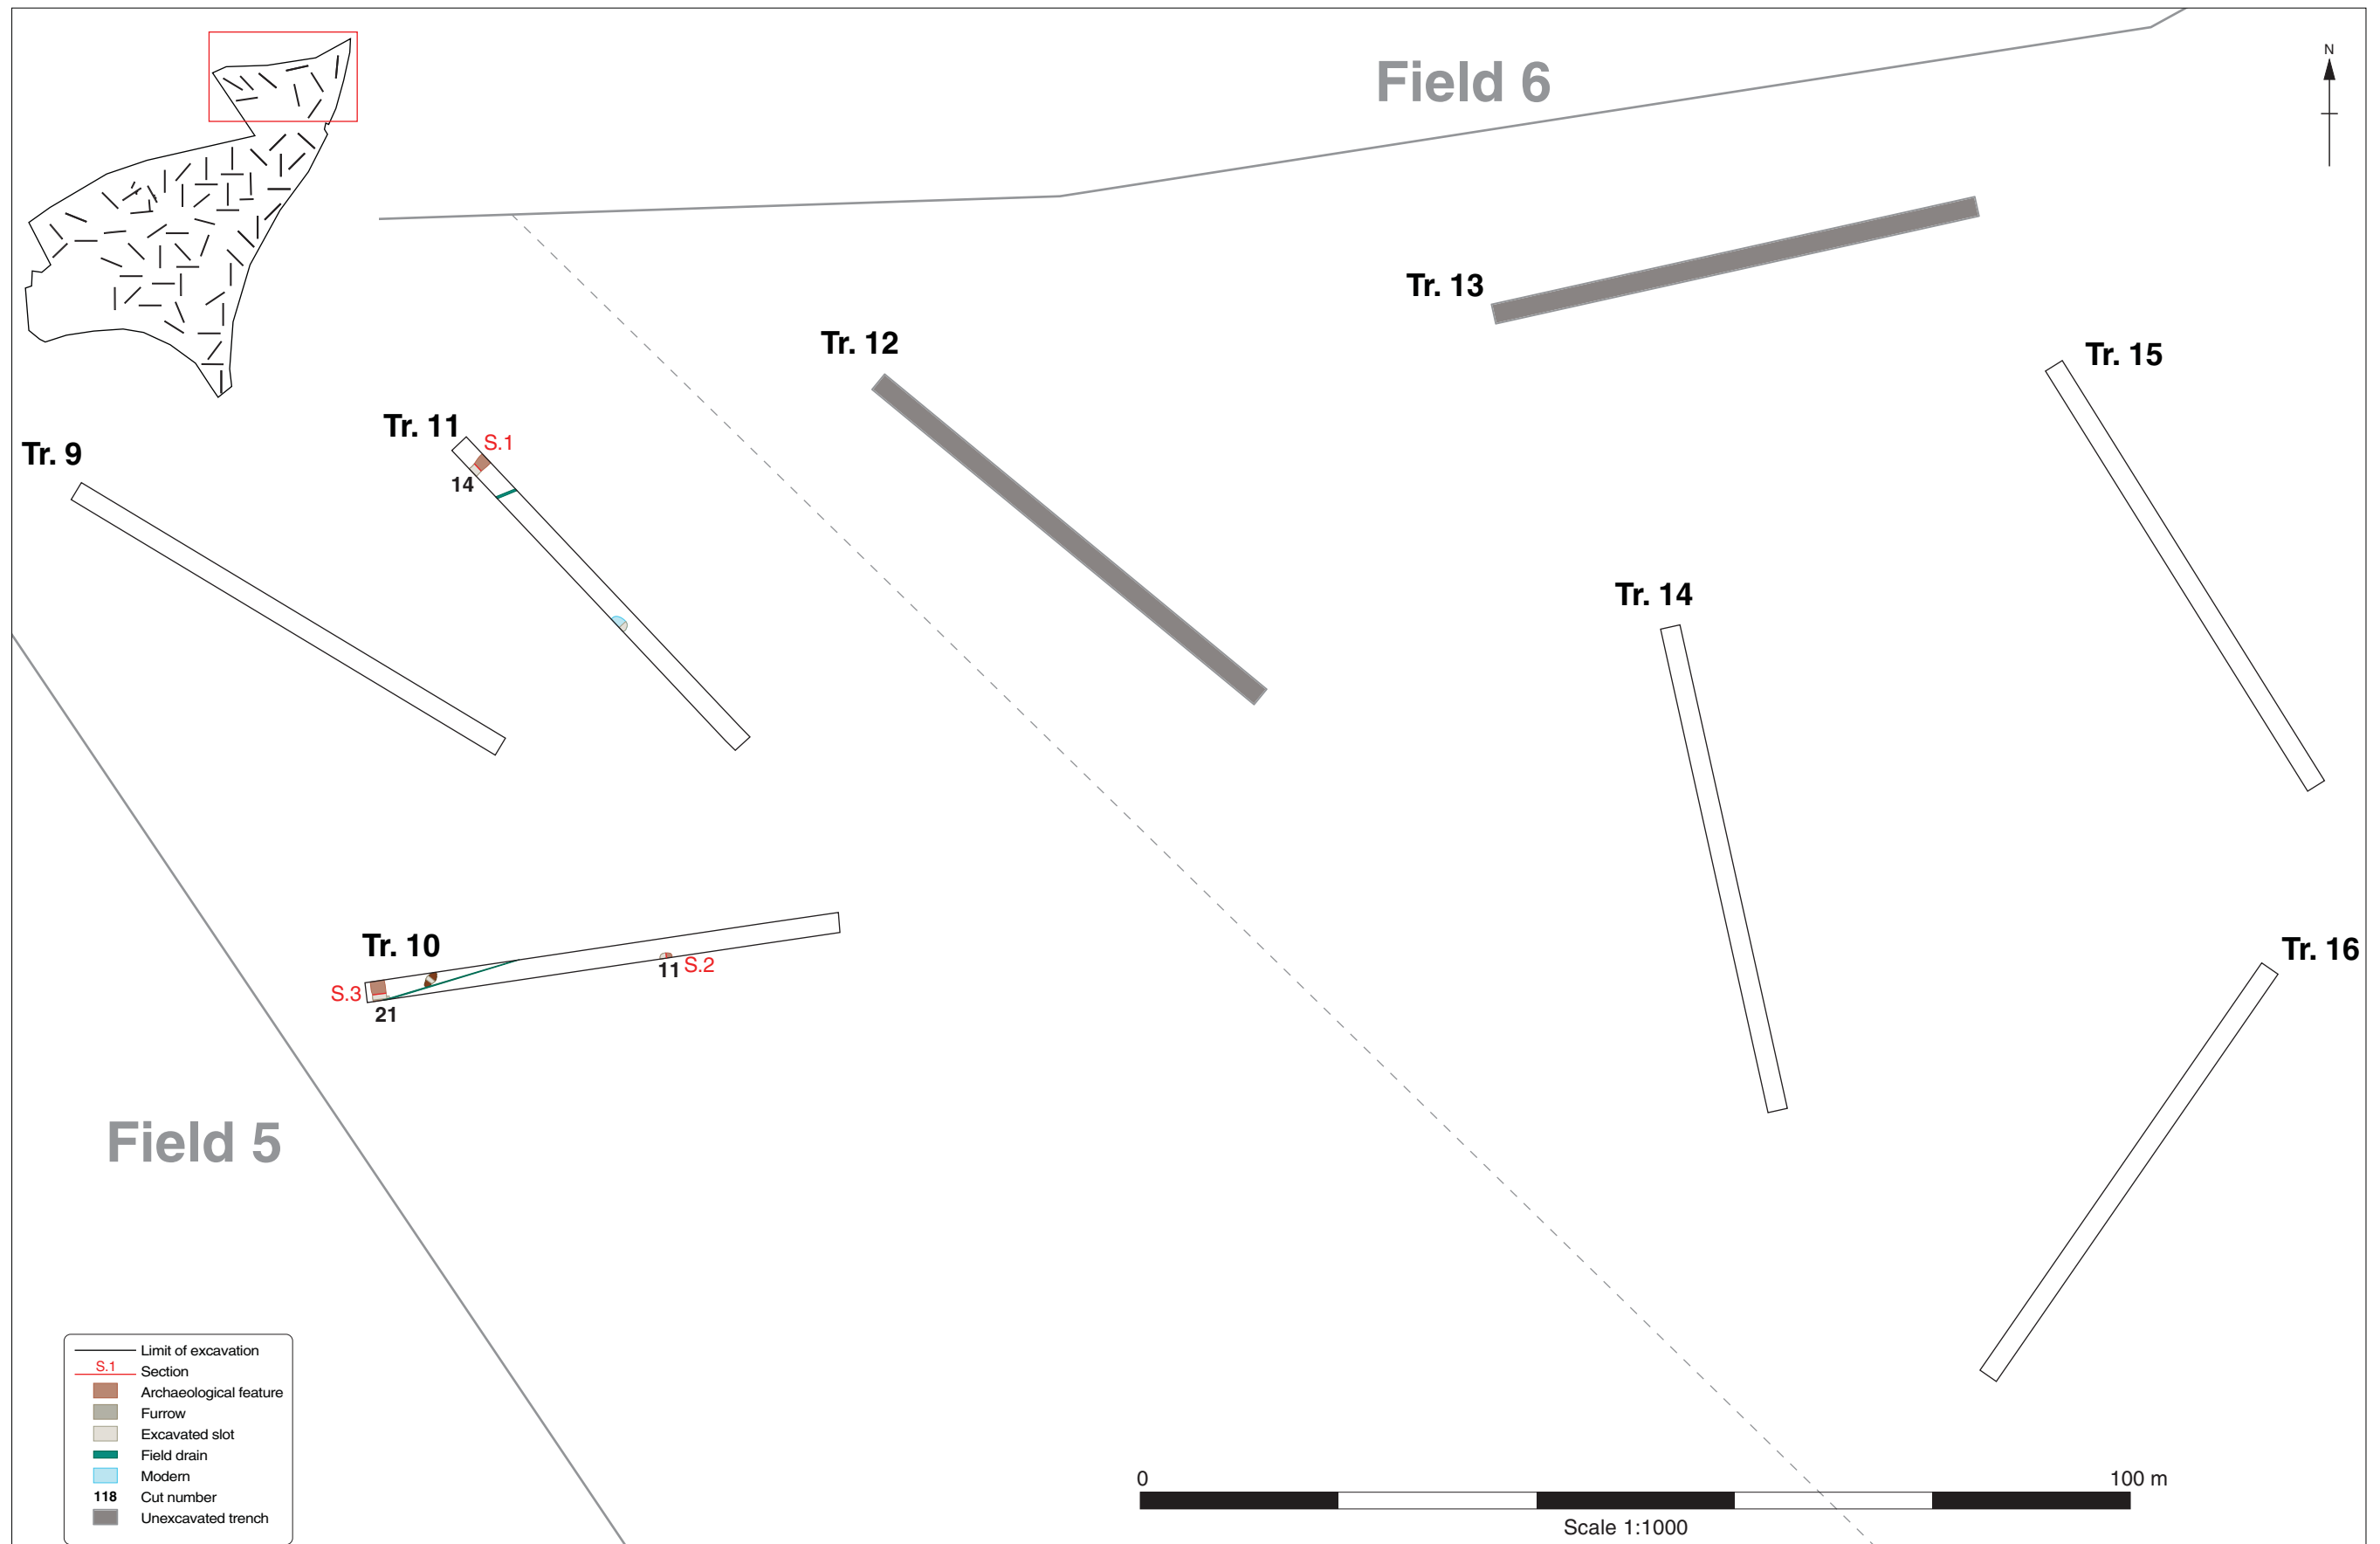 Field 6
N
Tr. 13
Tr. 12
Tr. 15
Tr. 11
S.1
Tr. 9
14
Tr. 14
Tr. 10
Tr. 16
11 S.2
S.3
21
Field 5
Limit of excavation
S.1
Section
Archaeological feature
Furrow
Excavated slot
Field drain
Modern
118 Cut number
Unexcavated trench
0 100 m
Scale 1:1000